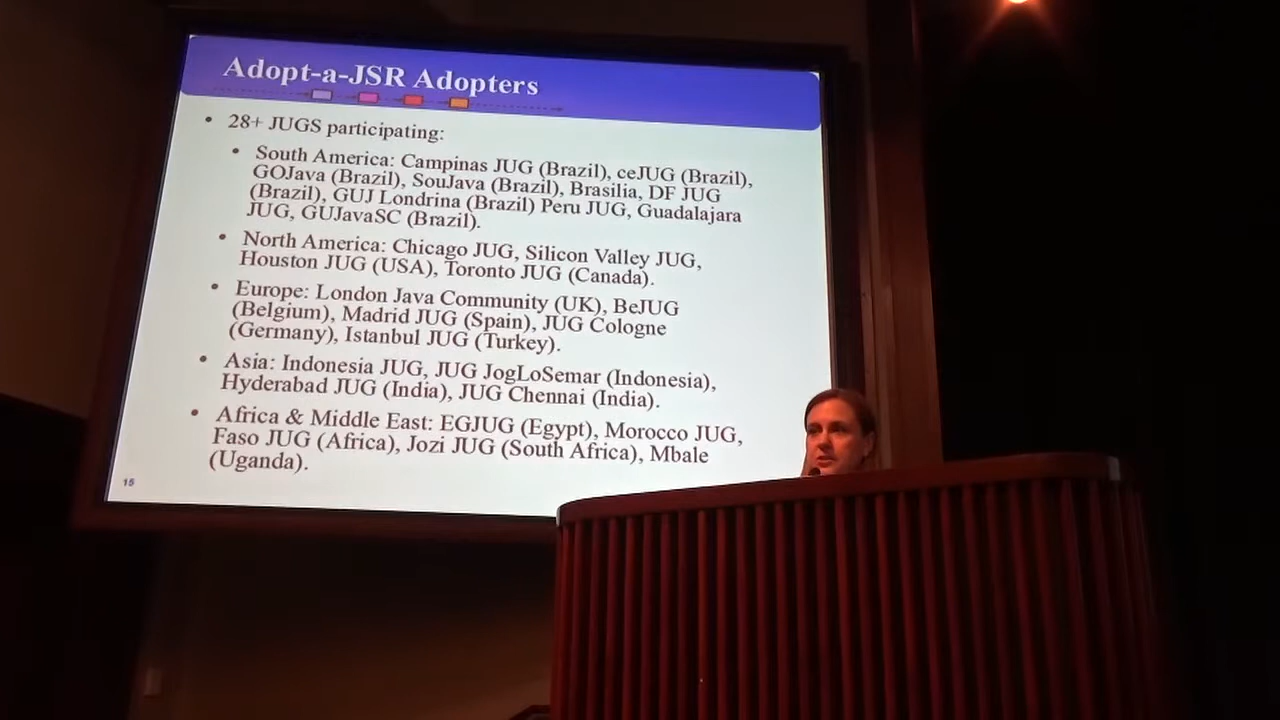 Adopt-a-JSR Adopters
• 28+ JUGS participating:
• South America: Campinas JUG (Brazil), ceJUG (Brazil),
GOJava (Brazil), SouJava (Brazil), Brasilia, DF JUG
(Brazil), GUJ Londrina (Brazil) Peru JUG, Guadalajara
JUG, GUJavaSC (Brazil).
• North America: Chicago JUG, Silicon Valley JUG,
Houston JUG (USA), Toronto JUG (Canada).
• Europe: London Java Community (UK), BeJUG
(Belgium), Madrid JUG (Spain), JUG Cologne
(Germany), Istanbul JUG (Turkey).
• Asia: Indonesia JUG, JUG JogLoSemar (Indonesia),
Hyderabad JUG (India), JUG Chennai (India).
• Africa & Middle East: EGJUG (Egypt), Morocco JUG,
Faso JUG (Africa), Jozi JUG (South Africa), Mbale
(Uganda).
15